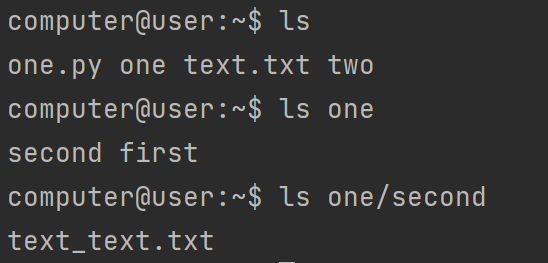 computer@user:~$ ls
one.py one text.txt two
computer@user:~$ ls one
second first
computer@user:~$ ls one/second
text_text.txt